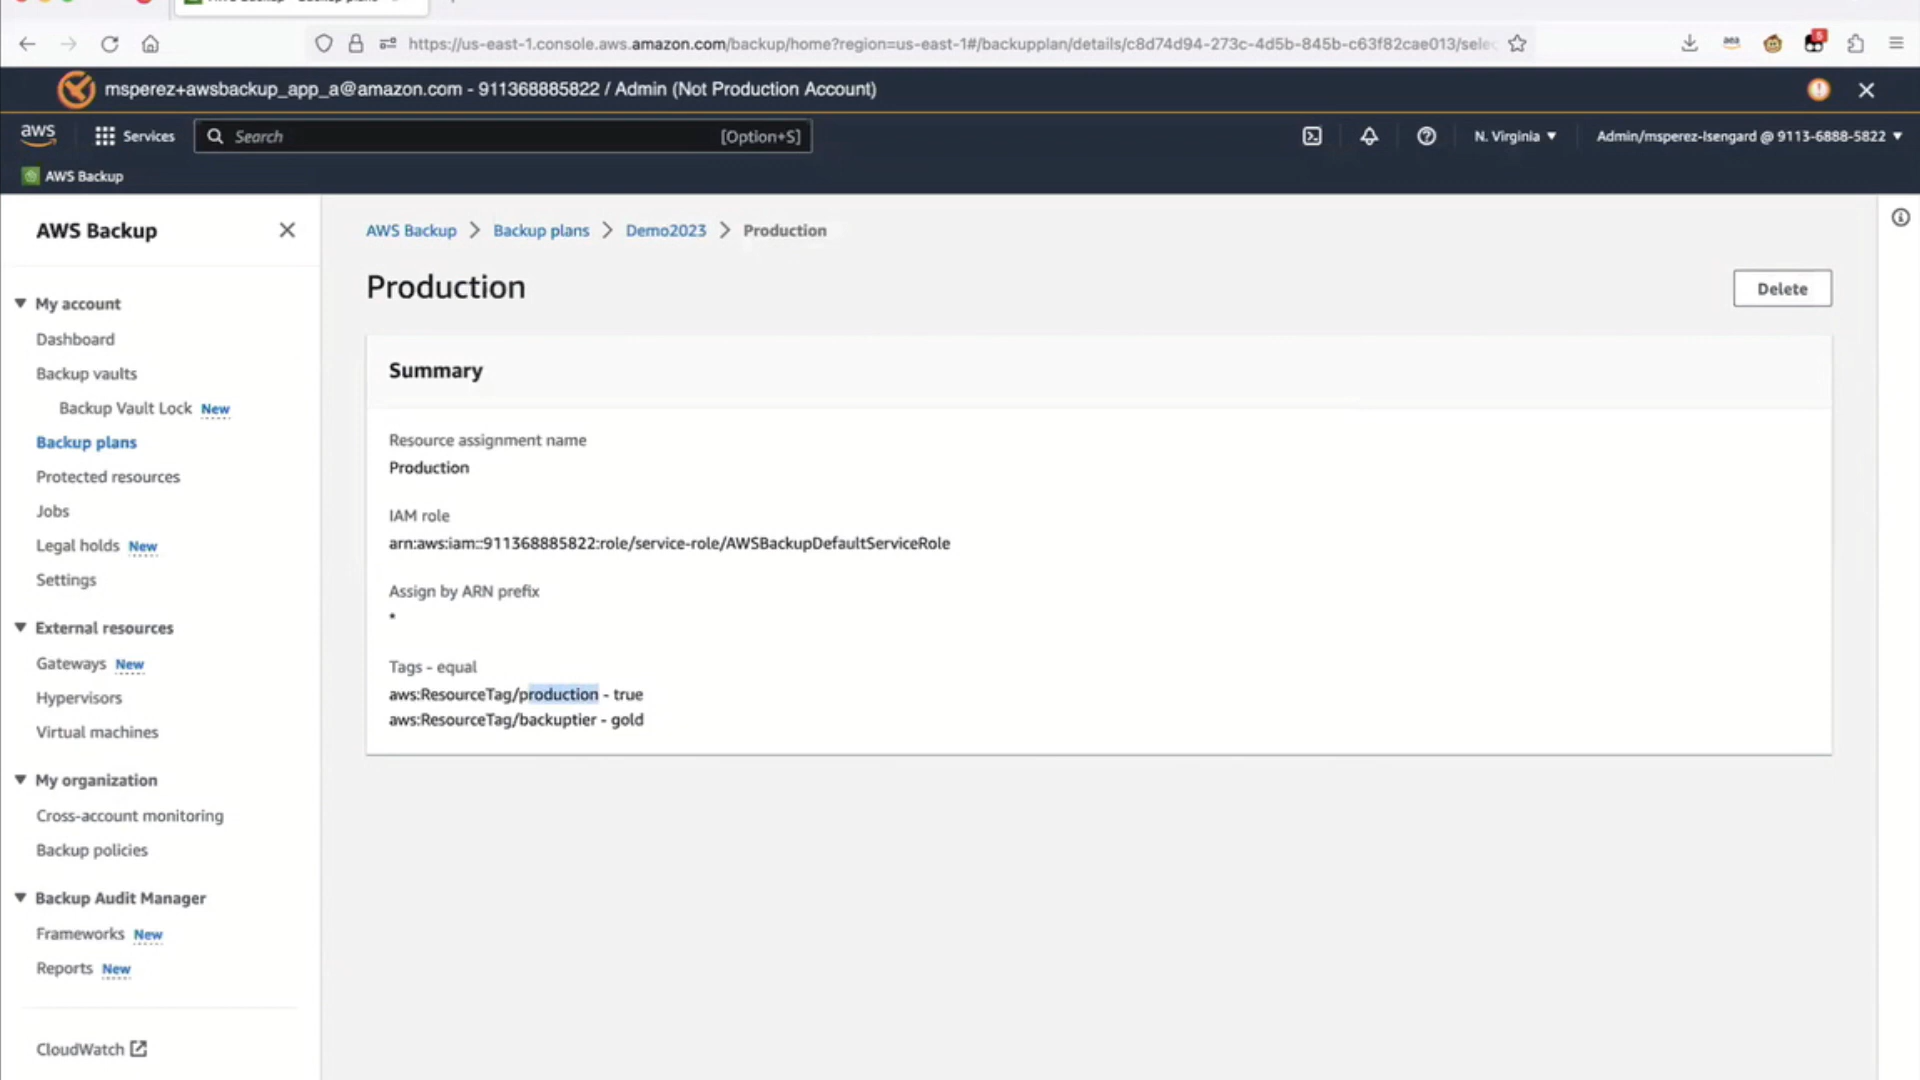 https://us-east-1.console.aws.amazon.com/backup/home?region=us-east-1#/backupplan/details/c8d74d94-273c-4d5b-845b-c63f82cae013/selec
msperez+awsbackup_app_a@amazon.com - 911368885822 / Admin (Not Production Account)
aws Services Search [Option+S] N. Virginia Admin/msperez-Isengard @ 9113-6888-5822
AWS Backup
AWS Backup
My account
Dashboard
Backup vaults
Backup Vault Lock New
Backup plans
Protected resources
Jobs
Legal holds New
Settings
External resources
Gateways New
Hypervisors
Virtual machines
My organization
Cross-account monitoring
Backup policies
Backup Audit Manager
Frameworks New
Reports New
CloudWatch
AWS Backup > Backup plans > Demo2023 > Production
Production
Delete
Summary
Resource assignment name
Production
IAM role
arn:aws:iam::911368885822:role/service-role/AWSBackupDefaultServiceRole
Assign by ARN prefix
*
Tags - equal
aws:ResourceTag/production - true
aws:ResourceTag/backuptier - gold